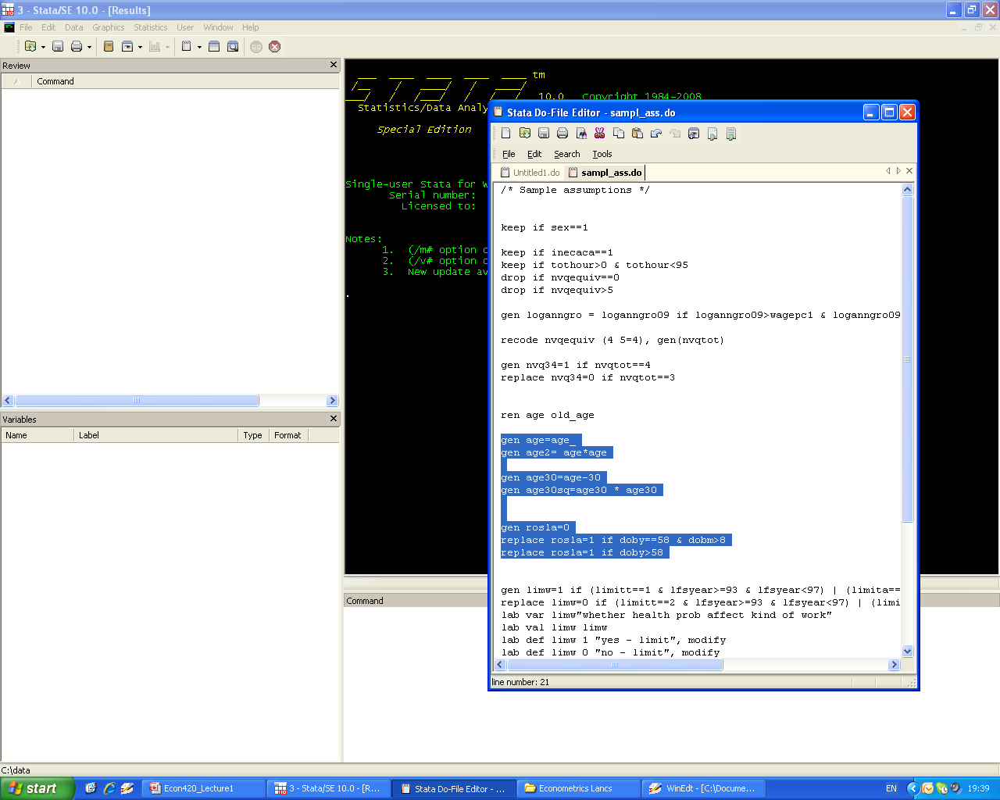 3 - Stata/SE 10.0 - [Results]
File Edit Data Graphics Statistics User Window Help
Review
Command
tm
10.0 Copyright 1984-2008
Statistics/Data Analy
Special Edition
Single-user Stata for W
Serial number:
Licensed to:
Notes:
1. (/m# option o
2. (/v# option o
3. New update av
.
Variables
Name Label Type Format
Command
Stata Do-File Editor - sampl_ass.do
File Edit Search Tools
Untitled1.do sampl_ass.do
/* Sample assumptions */
keep if sex==1
keep if inecaca==1
keep if tothour>0 & tothour<95
drop if nvqequiv==0
drop if nvqequiv>5
gen loganngro = loganngro09 if loganngro09>wagepc1 & loganngro09
recode nvqequiv (4 5=4), gen(nvqtot)
gen nvq34=1 if nvqtot==4
replace nvq34=0 if nvqtot==3
ren age old_age
gen age=age_
gen age2= age*age
gen age30=age-30
gen age30sq=age30 * age30
gen rosla=0
replace rosla=1 if doby==58 & dobm>8
replace rosla=1 if doby>58
gen limw=1 if (limitt==1 & lfsyear>=93 & lfsyear<97) | (limita==
replace limw=0 if (limitt==2 & lfsyear>=93 & lfsyear<97) | (limi
lab var limw"whether health prob affect kind of work"
lab val limw limw
lab def limw 1 "yes - limit", modify
lab def limw 0 "no - limit", modify
line number: 21
C:\data
start Econ420_Lecture1 3 - Stata/SE 10.0 - [R... Stata Do-File Editor - ... Econometrics Lancs WinEdt - [C:\Docume... EN 19:39